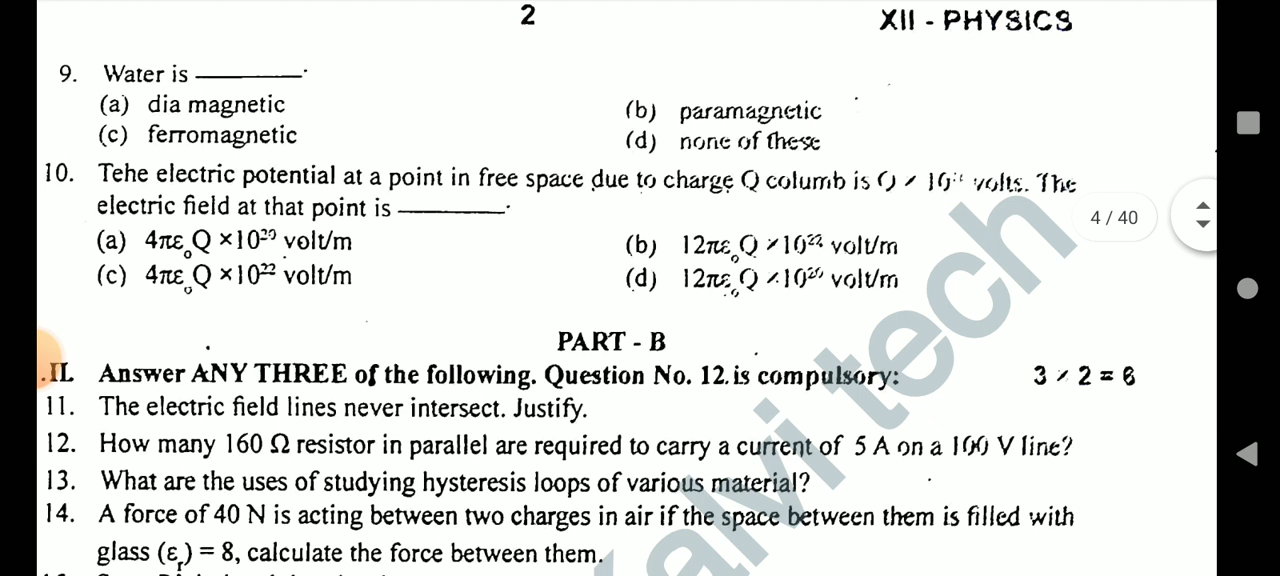 2
XII - PHYSICS
9. Water is ————.
(a) dia magnetic
(b) paramagnetic
(c) ferromagnetic
(d) none of these
10. Tehe electric potential at a point in free space due to charge Q columb is Q × volts. The
electric field at that point is ————.
(a) 4πε₀Q ×10²⁰ volt/m
(b) 12πε₀Q ×10²² volt/m
(c) 4πε₀Q ×10²² volt/m
(d) 12πε₀Q ×10²⁰ volt/m
4 / 40
PART - B
II. Answer ANY THREE of the following. Question No. 12. is compulsory:
3 × 2 = 6
11. The electric field lines never intersect. Justify.
12. How many 160 Ω resistor in parallel are required to carry a current of 5 A on a 100 V line?
13. What are the uses of studying hysteresis loops of various material?
14. A force of 40 N is acting between two charges in air if the space between them is filled with
glass (εᵣ) = 8, calculate the force between them.
Kalvi tech